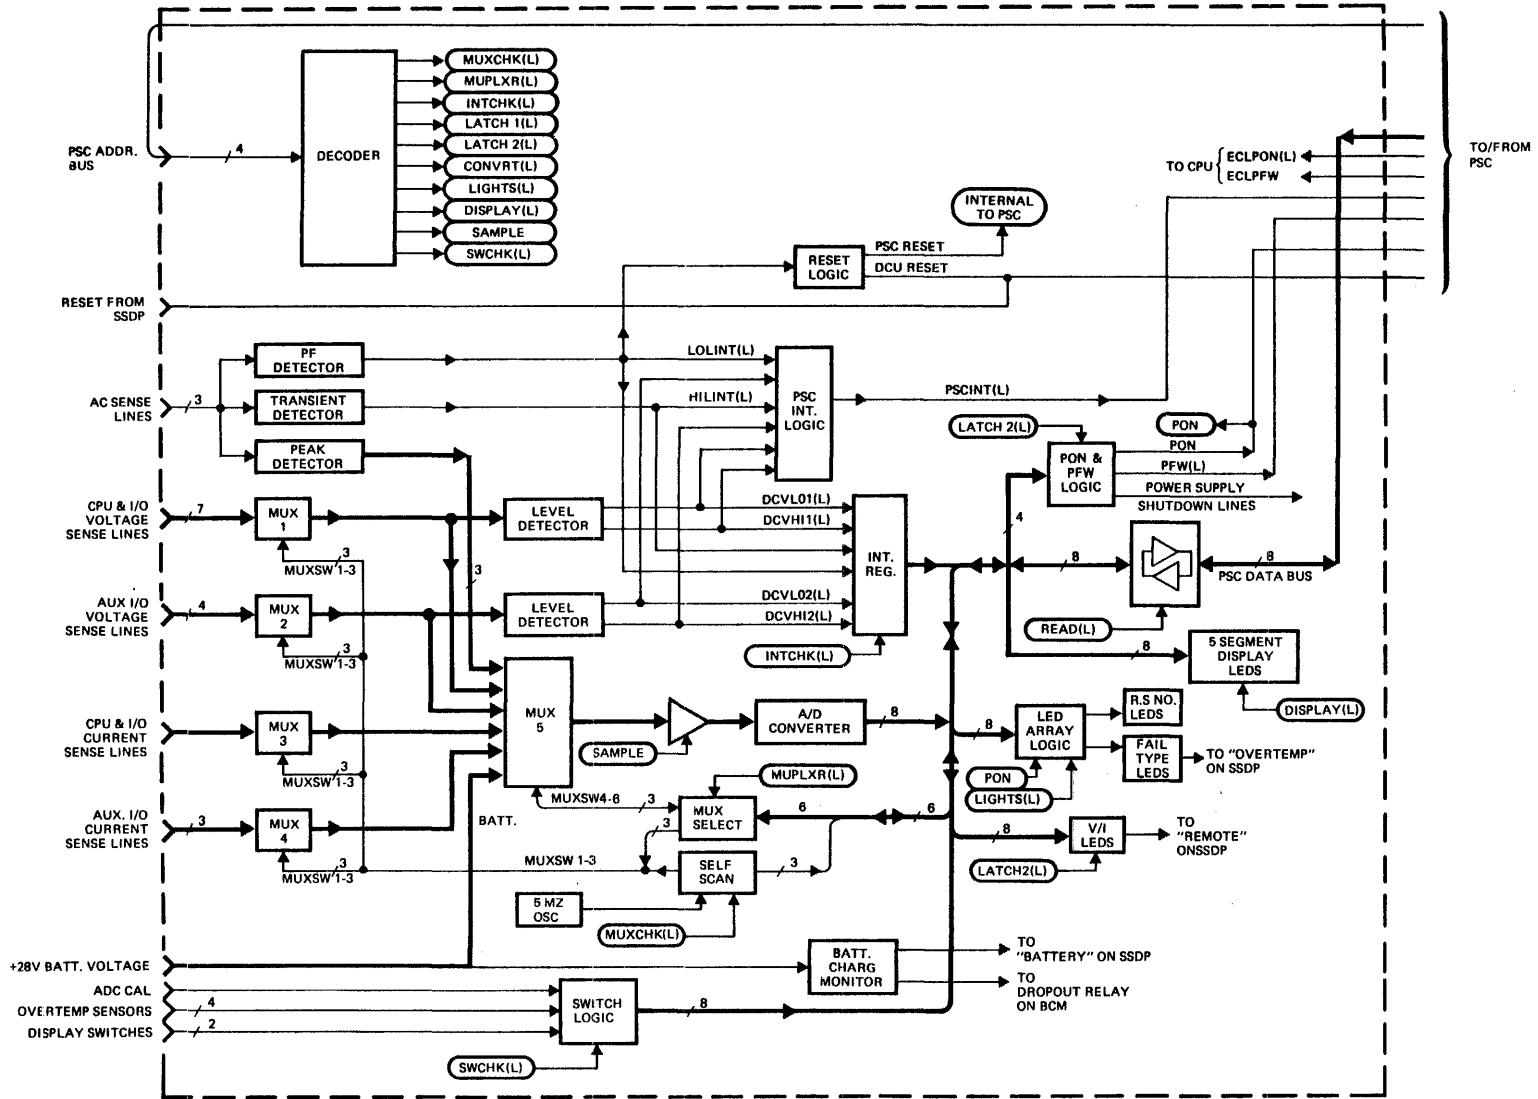 MUXCHK(L)
MUPLXR(L)
INTCHK(L)
LATCH 1(L)
LATCH 2(L)
CONVRT(L)
LIGHTS(L)
DISPLAY(L)
SAMPLE
SWCHK(L)
DECODER
PSC ADDR.
BUS
4
TO/FROM
PSC
TO CPU
ECLPON(L)
ECLPFW
INTERNAL
TO PSC
RESET
LOGIC
PSC RESET
DCU RESET
RESET FROM
SSDP
AC SENSE
LINES
3
PF
DETECTOR
TRANSIENT
DETECTOR
PEAK
DETECTOR
LOLINT(L)
HILINT(L)
PSC
INT.
LOGIC
PSCINT(L)
LATCH 2(L)
PON &
PFW
LOGIC
PON
PON
PFW(L)
POWER SUPPLY
SHUTDOWN LINES
4
CPU & I/O
VOLTAGE
SENSE LINES
7
MUX
1
3
MUXSW 1-3
3
LEVEL
DETECTOR
DCVL01(L)
DCVHI1(L)
INT.
REG.
8
8
PSC DATA BUS
READ(L)
AUX I/O
VOLTAGE
SENSE LINES
4
MUX
2
3
MUXSW 1-3
LEVEL
DETECTOR
DCVL02(L)
DCVHI2(L)
INTCHK(L)
8
5 SEGMENT
DISPLAY
LEDS
DISPLAY(L)
CPU & I/O
CURRENT
SENSE LINES
MUX
3
3
MUXSW 1-3
MUX
5
SAMPLE
A/D
CONVERTER
8
8
LED
ARRAY
LOGIC
R.S NO.
LEDS
FAIL
TYPE
LEDS
TO "OVERTEMP"
ON SSDP
PON
LIGHTS(L)
AUX. I/O
CURRENT
SENSE LINES
3
MUX
4
3
MUXSW 1-3
BATT.
MUXSW4-6
3
MUPLXR(L)
MUX
SELECT
3
6
6
MUXSW 1-3
SELF
SCAN
3
5 MZ
OSC
MUXCHK(L)
8
V/I
LEDS
TO
"REMOTE"
ONSSDP
LATCH2(L)
+28V BATT. VOLTAGE
BATT.
CHARG
MONITOR
TO
"BATTERY" ON SSDP
TO
DROPOUT RELAY
ON BCM
ADC CAL
OVERTEMP SENSORS
4
DISPLAY SWITCHES
2
SWITCH
LOGIC
8
SWCHK(L)